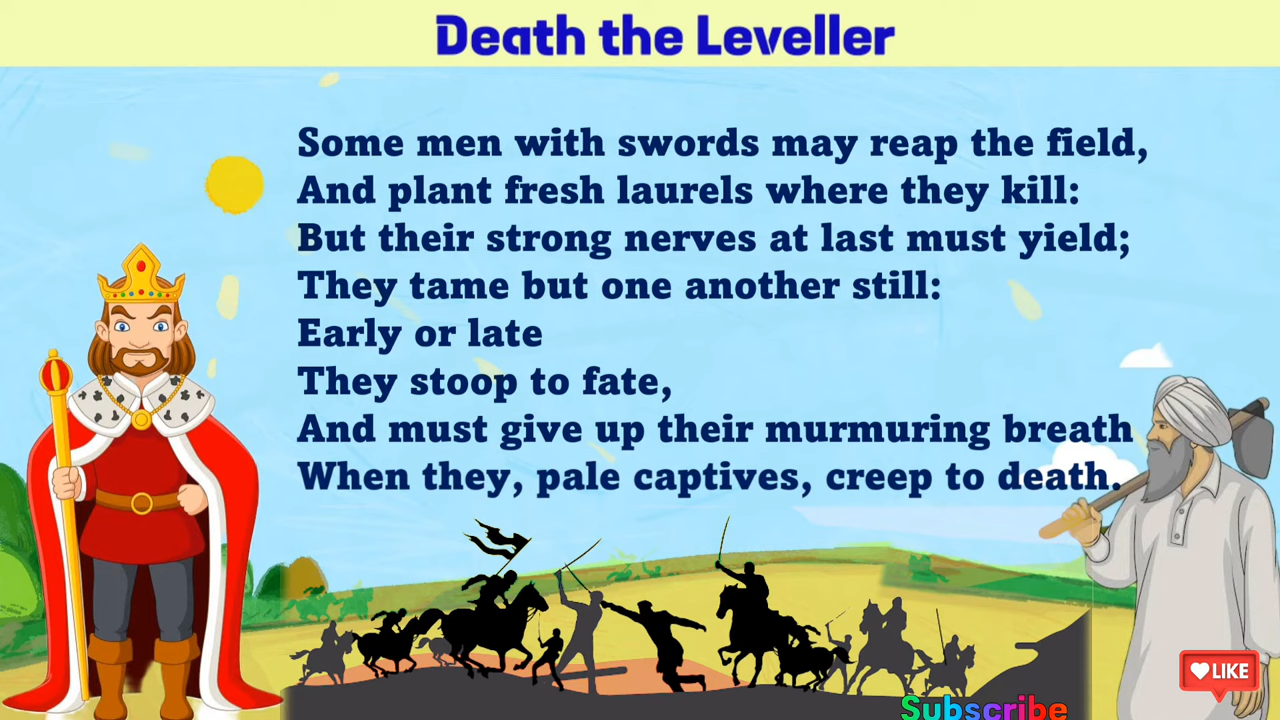 Death the Leveller
Some men with swords may reap the field,
And plant fresh laurels where they kill:
But their strong nerves at last must yield;
They tame but one another still:
Early or late
They stoop to fate,
And must give up their murmuring breath
When they, pale captives, creep to death.
LIKE
Subscribe